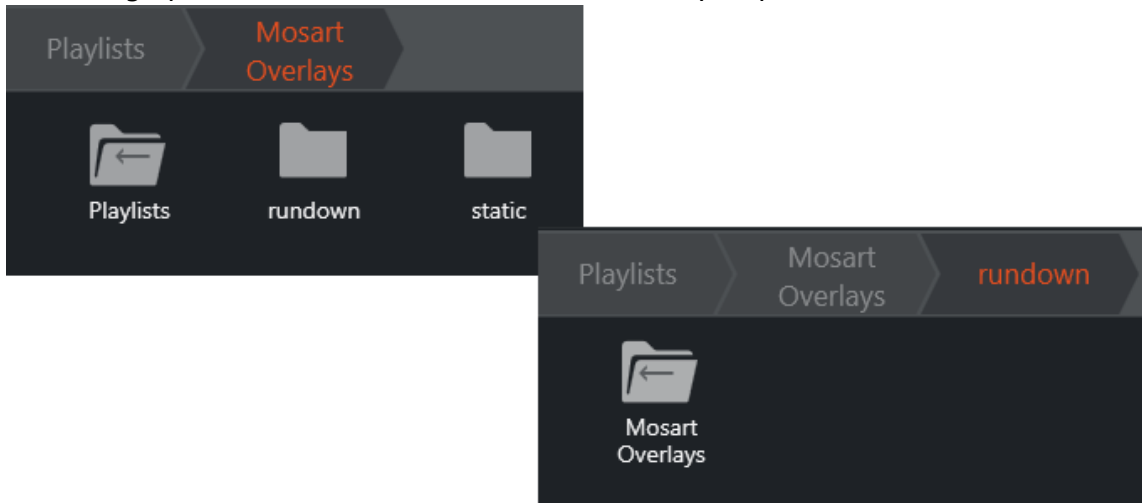 Playlists
Mosart
Overlays
Playlists
rundown
static
Playlists
Mosart
Overlays
rundown
Mosart
Overlays